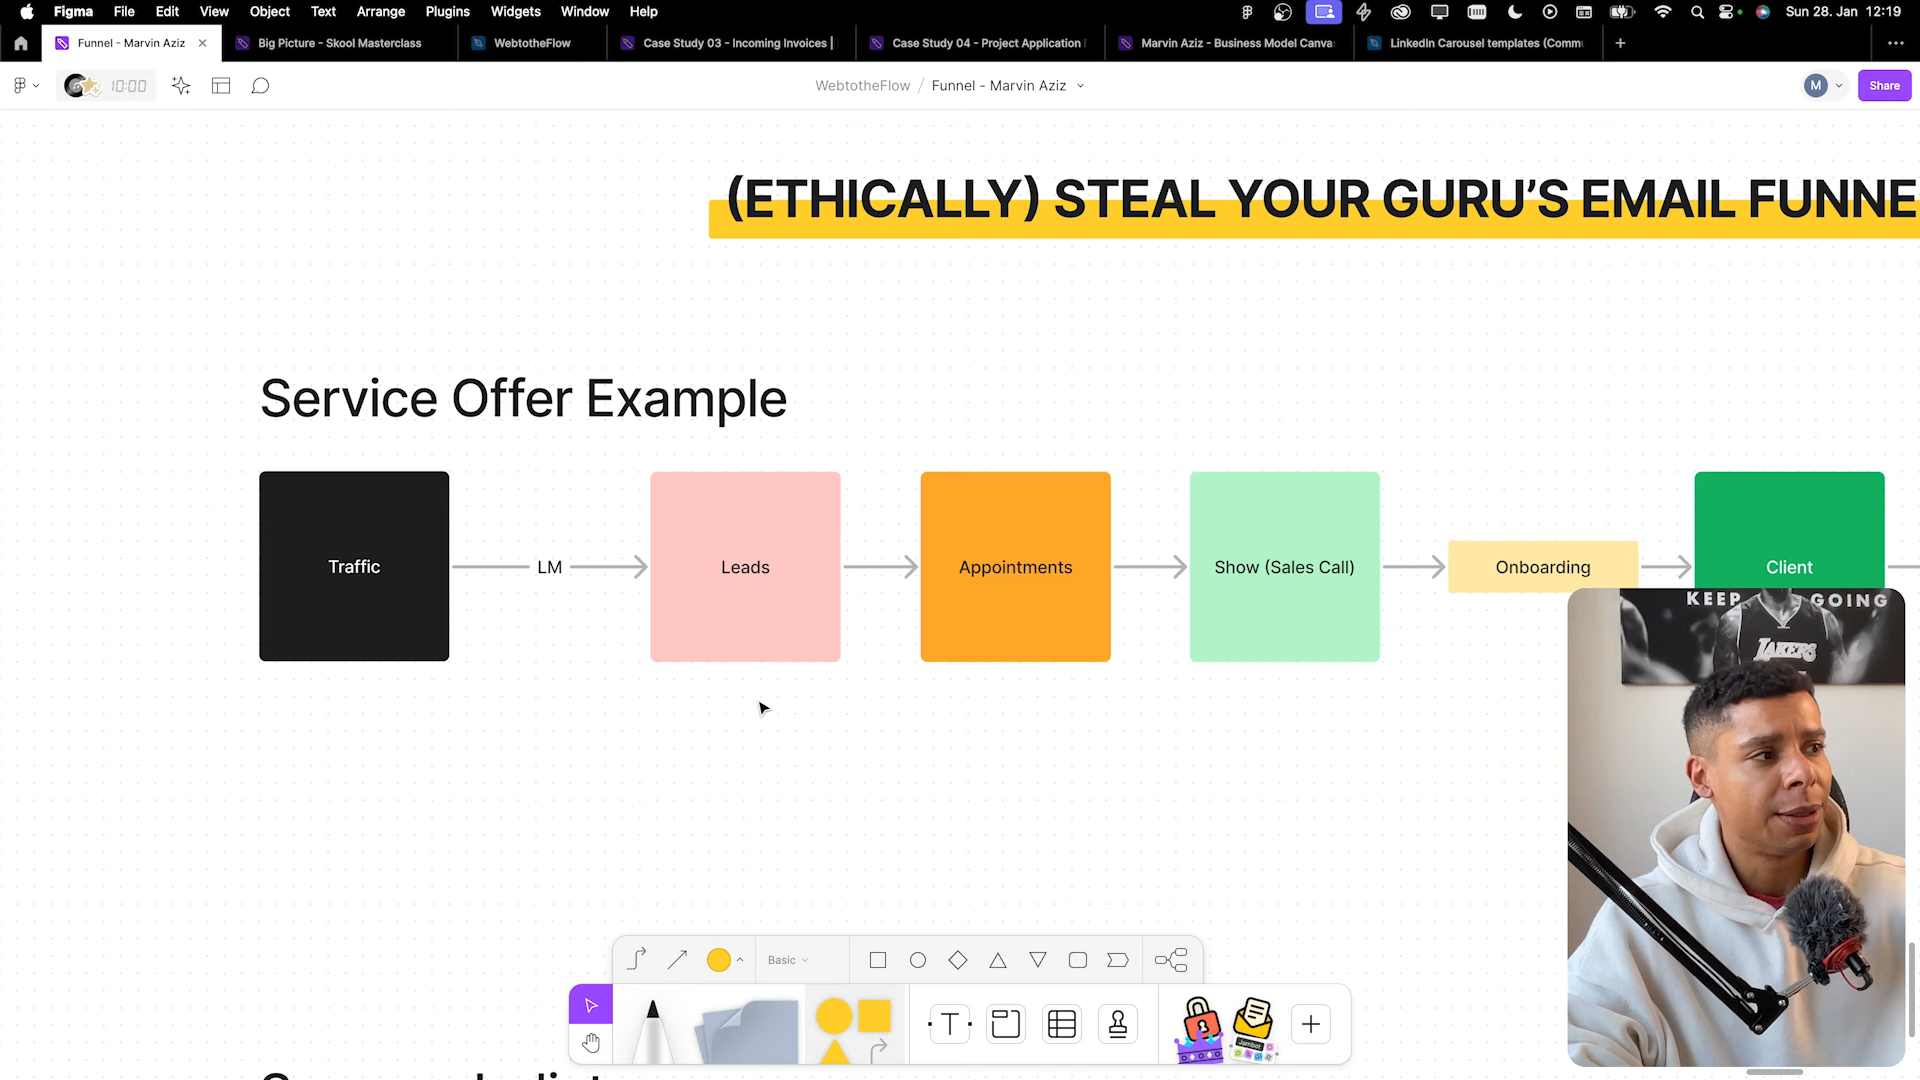 Figma File Edit View Object Text Arrange Plugins Widgets Window Help Sun 28. Jan 12:19
Funnel - Marvin Aziz Big Picture - Skool Masterclass WebtotheFlow Case Study 03 - Incoming Invoices | Case Study 04 - Project Application Marvin Aziz - Business Model Canva LinkedIn Carousel templates (Comm
10:00 WebtotheFlow / Funnel - Marvin Aziz M Share
(ETHICALLY) STEAL YOUR GURU'S EMAIL FUNNE
Service Offer Example
Traffic LM Leads Appointments Show (Sales Call) Onboarding Client
KEEP GOING
LAKERS
Basic
T
Jambot